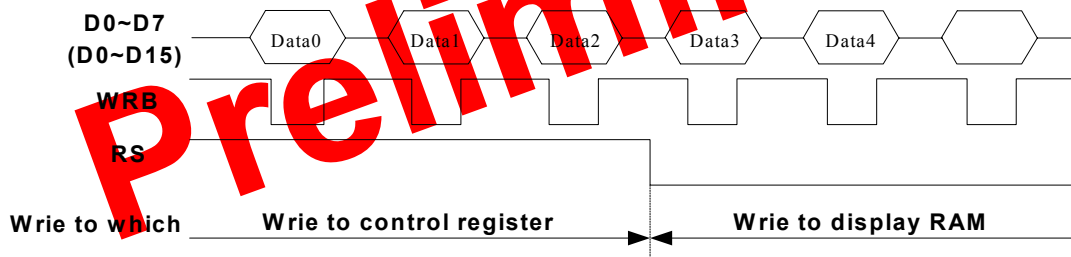 D0~D7
(D0~D15)
Data0 Data1 Data2 Data3 Data4
WRB
RS
Wrie to which Wrie to control register Wrie to display RAM